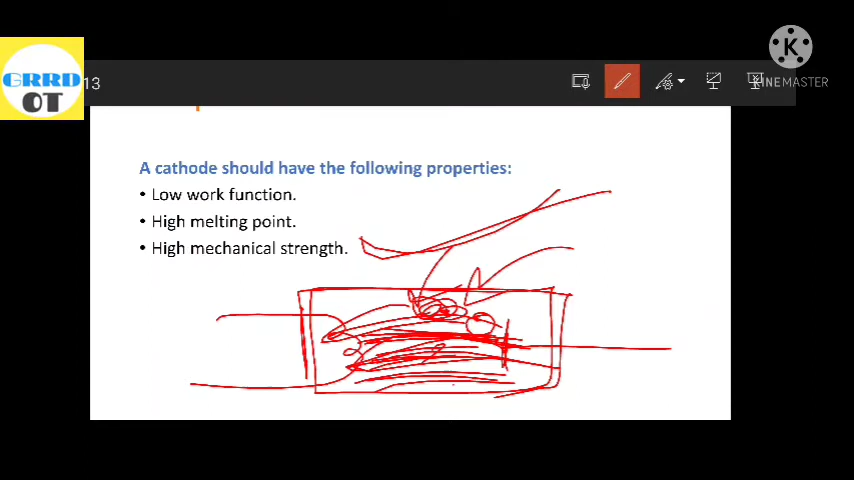 GRRD
OT
13
KINEMASTER
A cathode should have the following properties:
• Low work function.
• High melting point.
• High mechanical strength.